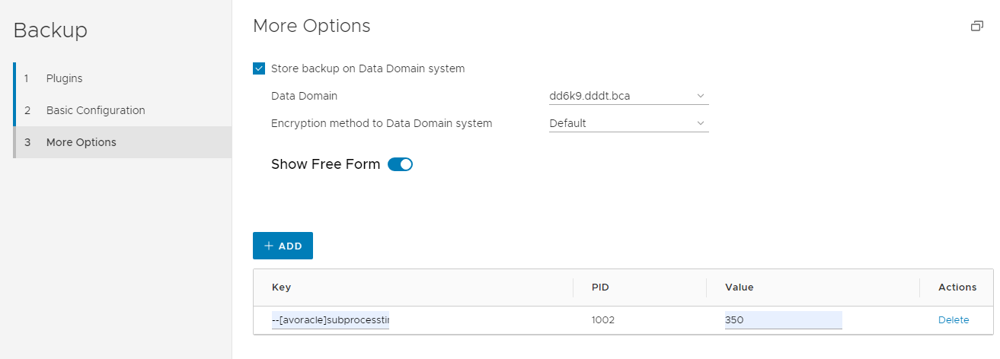 Backup
1 Plugins
2 Basic Configuration
3 More Options
More Options
Store backup on Data Domain system
Data Domain dd6k9.dddt.bca
Encryption method to Data Domain system Default
Show Free Form
+ ADD
Key PID Value Actions
--[avoracle]subprocesstir 1002 350 Delete